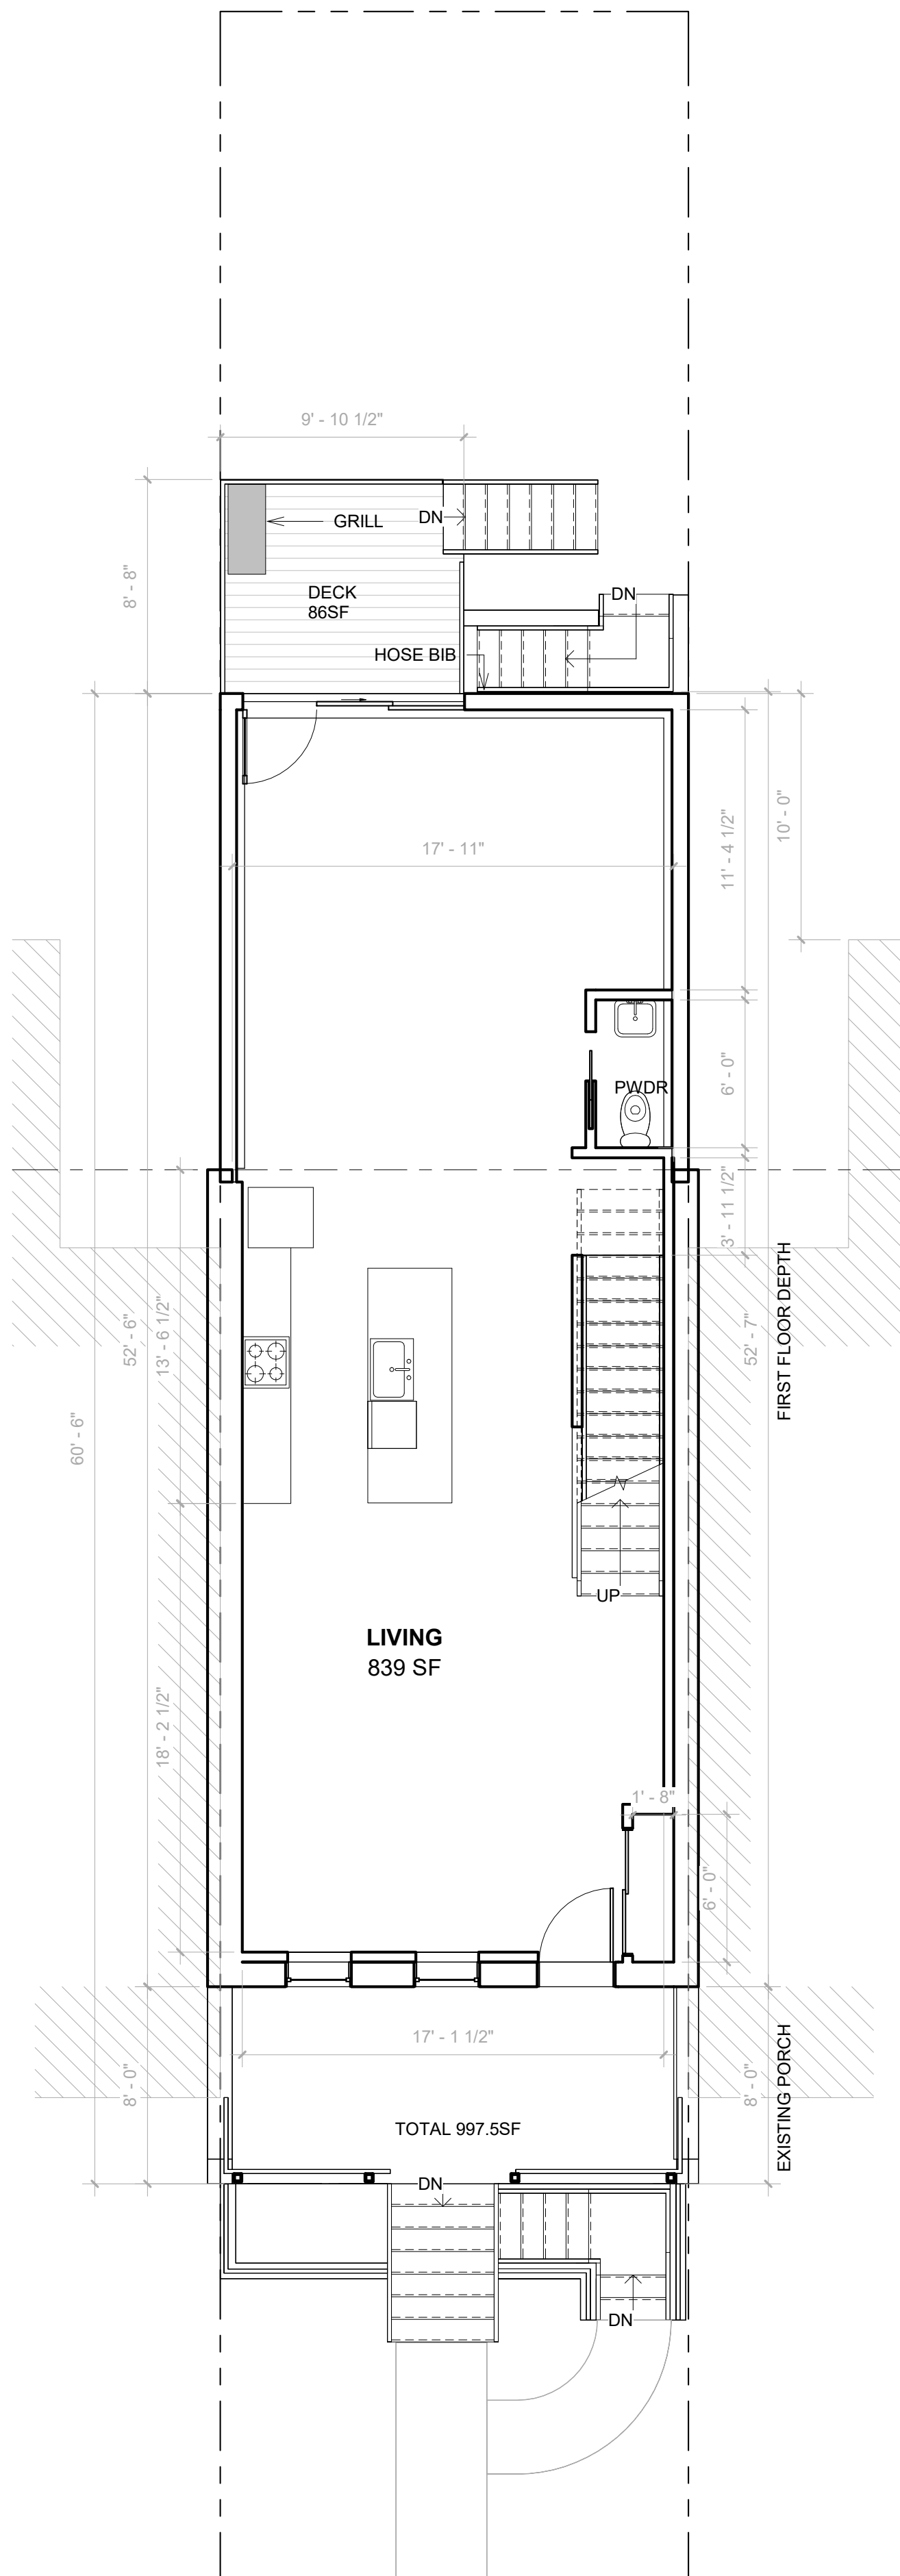 9' - 10 1/2"
GRILL
DN
8' - 8"
DECK
86SF
DN
HOSE BIB
17' - 11"
11' - 4 1/2"
10' - 0"
6' - 0"
PWDR
3' - 11 1/2"
FIRST FLOOR DEPTH
52' - 6"
13' - 6 1/2"
52' - 7"
60' - 6"
UP
LIVING
839 SF
18' - 2 1/2"
1' - 8"
6' - 0"
17' - 1 1/2"
8' - 0"
8' - 0"
EXISTING PORCH
TOTAL 997.5SF
DN
DN